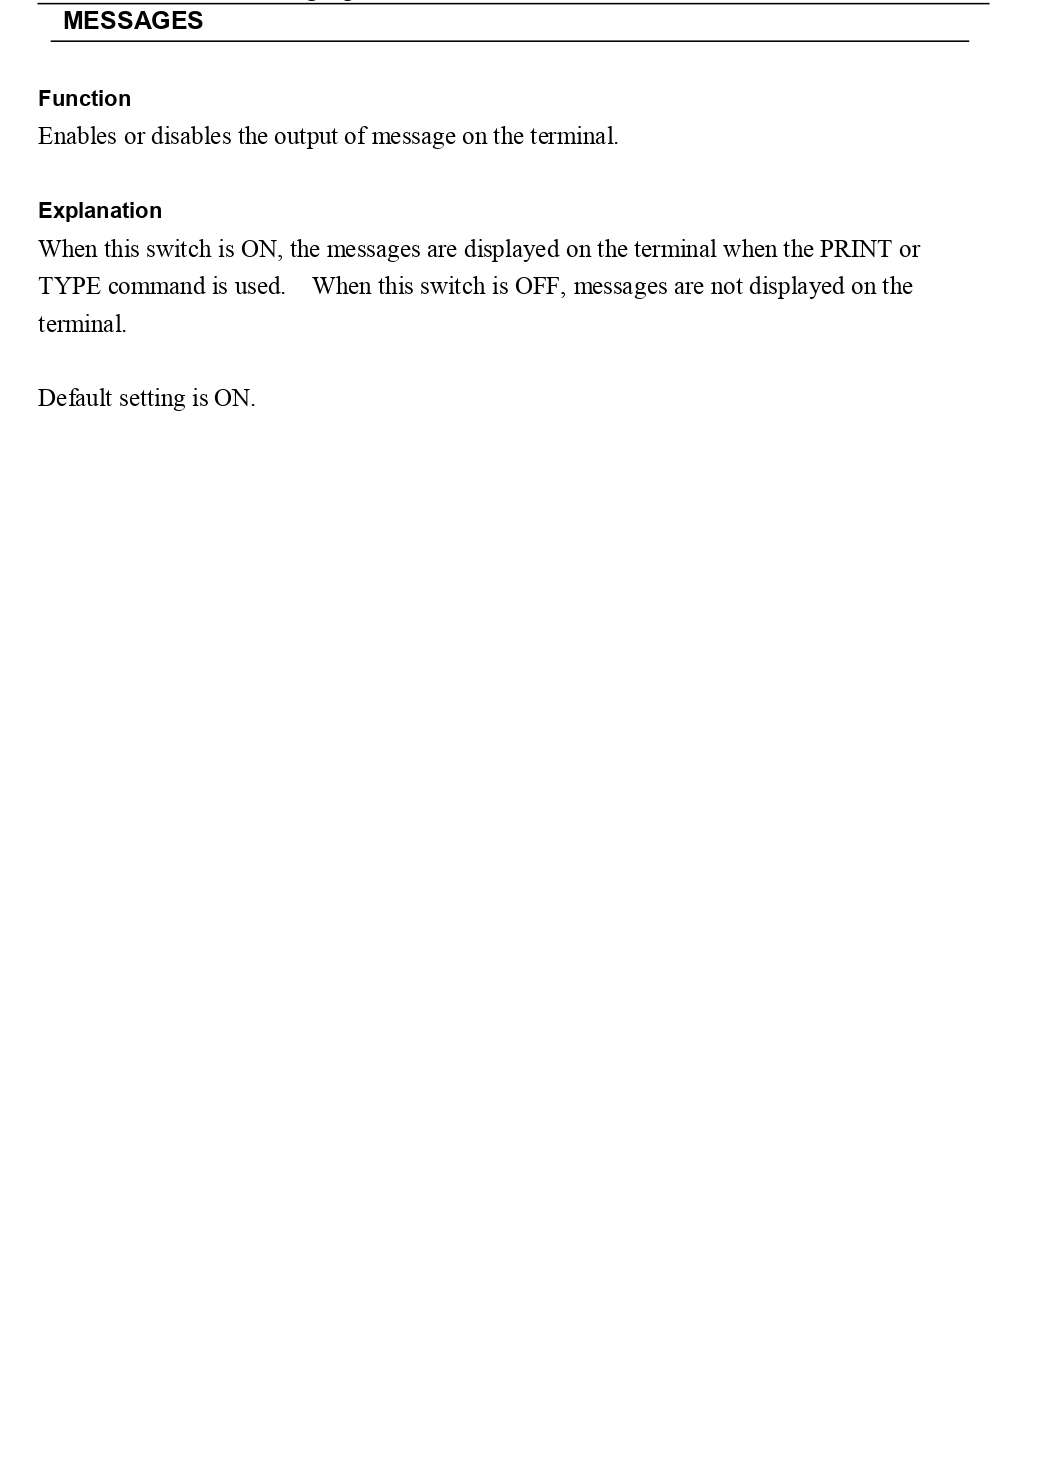 MESSAGES
Function
Enables or disables the output of message on the terminal.
Explanation
When this switch is ON, the messages are displayed on the terminal when the PRINT or
TYPE command is used.    When this switch is OFF, messages are not displayed on the
terminal.
Default setting is ON.